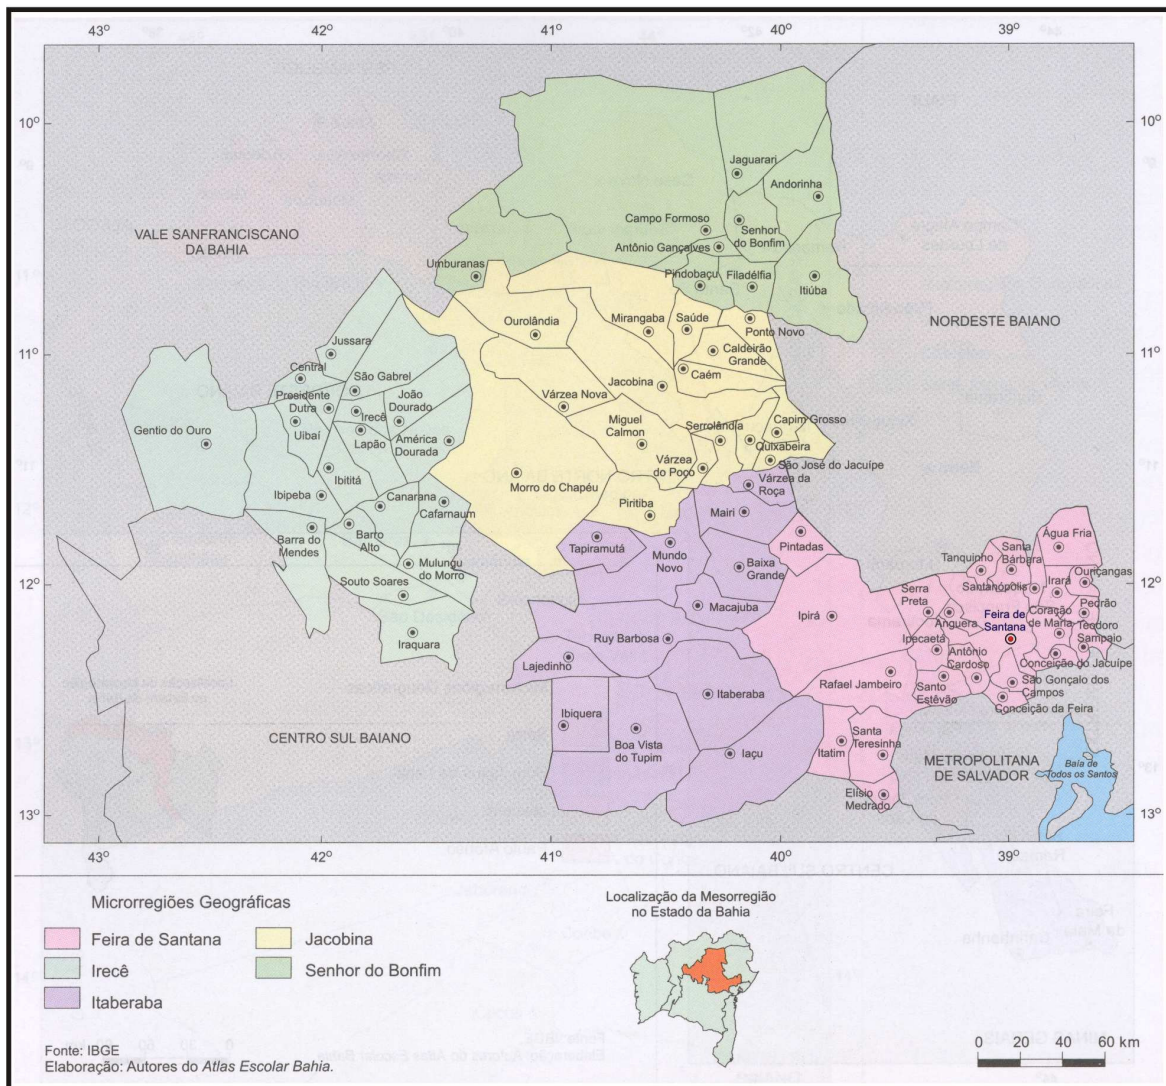 43º
42º
41º
40º
39º
10º
10º
Jaguarari
Andorinha
VALE SANFRANCISCANO
DA BAHIA
Campo Formoso
Senhor
do Bonfim
Antônio Gonçalves
Umburanas
Pindobaçu
Filadélfia
Itiúba
Ourolândia
Mirangaba
Saúde
Ponto Novo
NORDESTE BAIANO
11º
11º
Jussara
Caldeirão
Grande
Central
São Gabrel
Caém
Presidente
Dutra
João
Dourado
Jacobina
Várzea Nova
Irecê
Uibaí
Lapão
América
Dourada
Gentio do Ouro
Miguel
Calmon
Serrolândia
Capim Grosso
Quixabeira
Várzea
do Poço
São José do Jacuípe
Ibititá
Morro do Chapéu
Várzea da
Roça
Ibipeba
Canarana
Cafarnaum
Piritiba
Mairi
Barra do
Mendes
Barro
Alto
Tapiramutá
Mundo
Novo
Pintadas
Água Fria
Mulungu
do Morro
Baixa
Grande
Tanquinho
Santa
Bárbara
Ouriçangas
12º
12º
Souto Soares
Santanópolis
Irará
Macajuba
Ipirá
Serra
Preta
Anguera
Feira de
Santana
Coração
de Maria
Pedrão
Teodoro
Sampaio
Iraquara
Ruy Barbosa
Ipecaetá
Antônio
Cardoso
Conceição do Jacuípe
Lajedinho
Rafael Jambeiro
Santo
Estêvão
São Gonçalo dos
Campos
Itaberaba
Conceição da Feira
Ibiquera
CENTRO SUL BAIANO
Boa Vista
do Tupim
Iaçu
Itatim
Santa
Teresinha
METROPOLITANA
DE SALVADOR
Baía de
Todos os Santos
Elísio
Medrado
13º
13º
43º
42º
41º
40º
39º
Microrregiões Geográficas
Feira de Santana
Irecê
Itaberaba
Jacobina
Senhor do Bonfim
Localização da Mesorregião
no Estado da Bahia
Fonte: IBGE
Elaboração: Autores do Atlas Escolar Bahia.
0 20 40 60 km